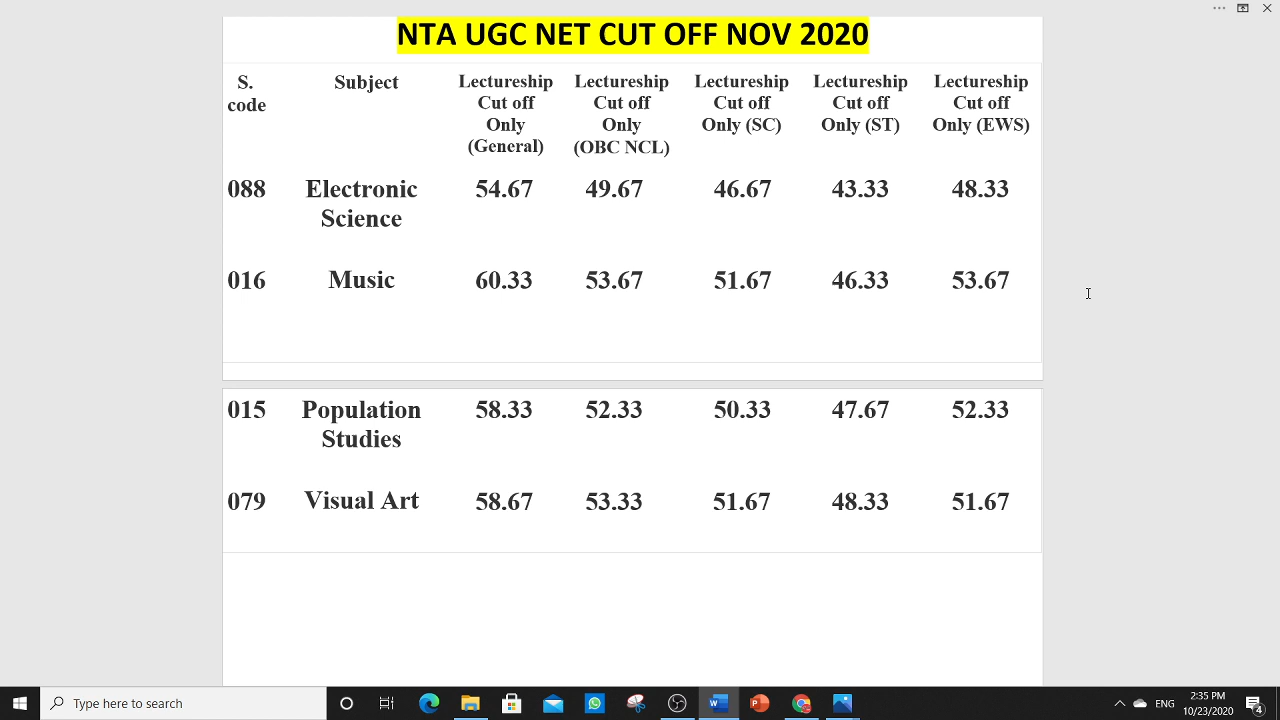 NTA UGC NET CUT OFF NOV 2020
S. code Subject Lectureship Cut off Only (General) Lectureship Cut off Only (OBC NCL) Lectureship Cut off Only (SC) Lectureship Cut off Only (ST) Lectureship Cut off Only (EWS)
088 Electronic Science 54.67 49.67 46.67 43.33 48.33
016 Music 60.33 53.67 51.67 46.33 53.67
015 Population Studies 58.33 52.33 50.33 47.67 52.33
079 Visual Art 58.67 53.33 51.67 48.33 51.67
Type here to search
ENG
2:35 PM
10/23/2020
4